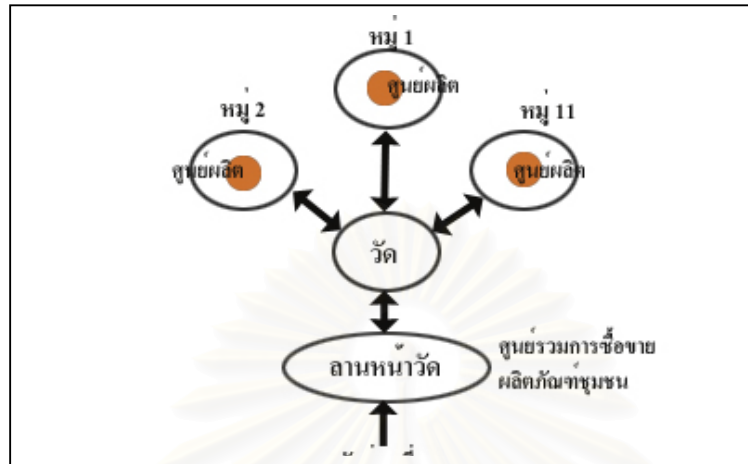 หมู่ 1
ศูนย์ผลิต
หมู่ 2
หมู่ 11
ศูนย์ผลิต
ศูนย์ผลิต
วัด
ลานหน้าวัด
ศูนย์รวมการซื้อขาย
ผลิตภัณฑ์ชุมชน